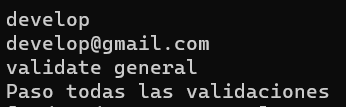 develop
develop@gmail.com
validate general
Paso todas las validaciones